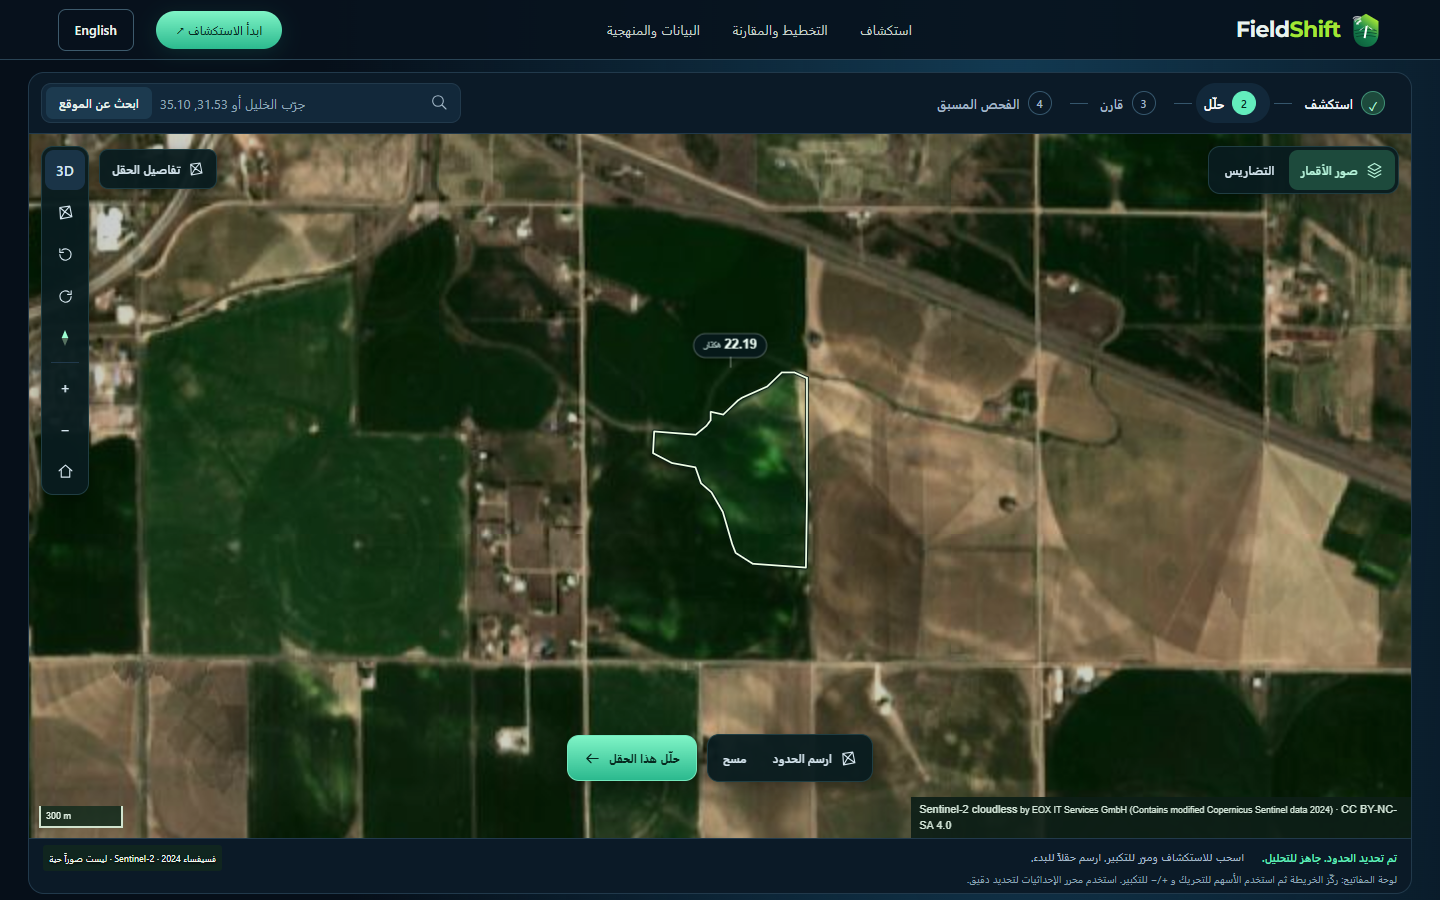 FieldShift
استكشاف
التخطيط والمقارنة
البيانات والمنهجية
ابدأ الاستكشاف ↗
English
✓ استكشف
2 حلّل
3 قارن
4 الفحص المسبق
جرّب الخليل أو 31.53, 35.10
ابحث عن الموقع
صور الأقمار
التضاريس
تفاصيل الحقل
3D
+
−
22.19 هكتار
ارسم الحدود
مسح
حلّل هذا الحقل ←
300 m
Sentinel-2 cloudless by EOX IT Services GmbH (Contains modified Copernicus Sentinel data 2024) · CC BY-NC-
SA 4.0
تم تحديد الحدود. جاهز للتحليل.
اسحب للاستكشاف ومرر للتكبير. ارسم حقلاً للبدء.
فسيفساء Sentinel-2 · 2024 · ليست صوراً حية
لوحة المفاتيح: ركّز الخريطة ثم استخدم الأسهم للتحريك و +/− للتكبير. استخدم محرر الإحداثيات لتحديد دقيق.